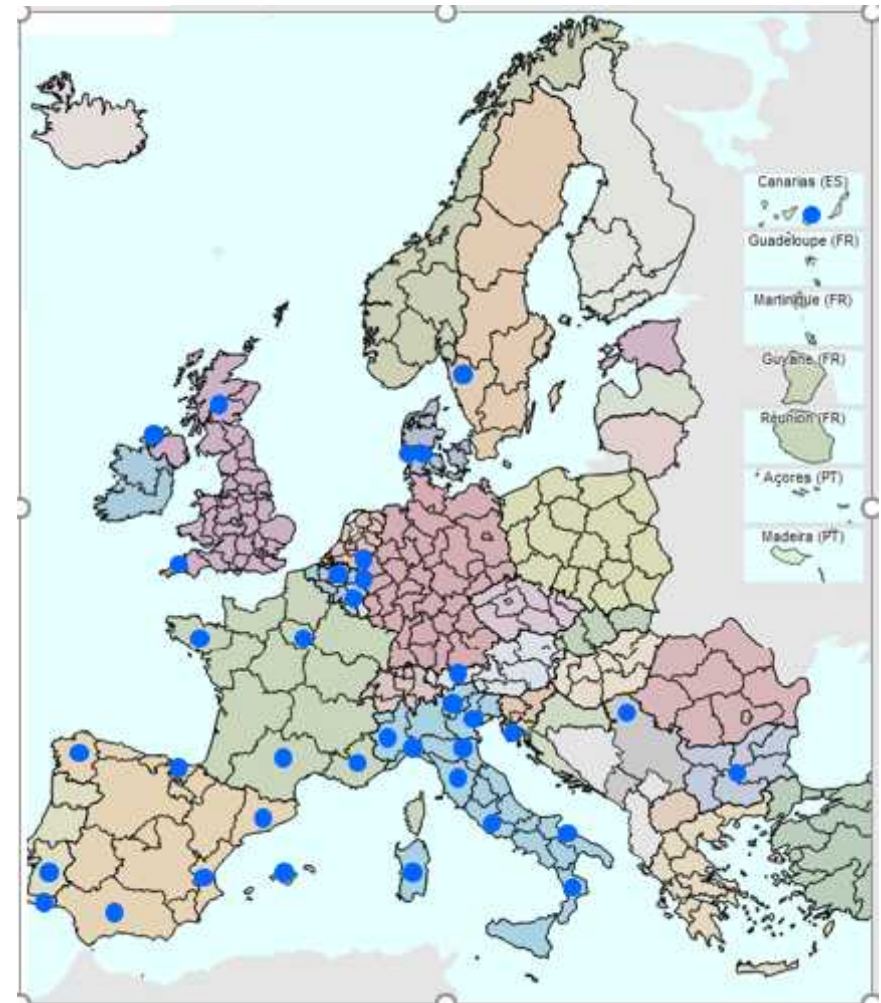 Canarias (ES)
Guadeloupe (FR)
Martinique (FR)
Guyane (FR)
Réunion (FR)
Açores (PT)
Madeira (PT)